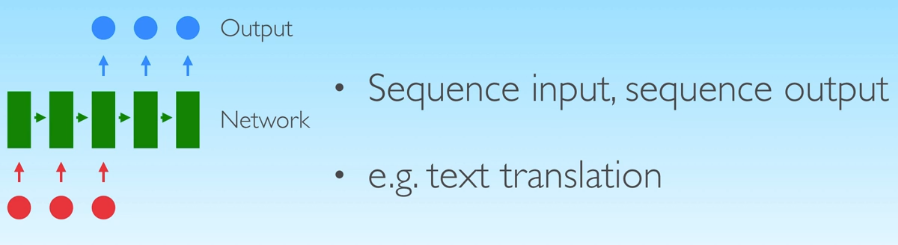 Output
Network
• Sequence input, sequence output
• e.g. text translation